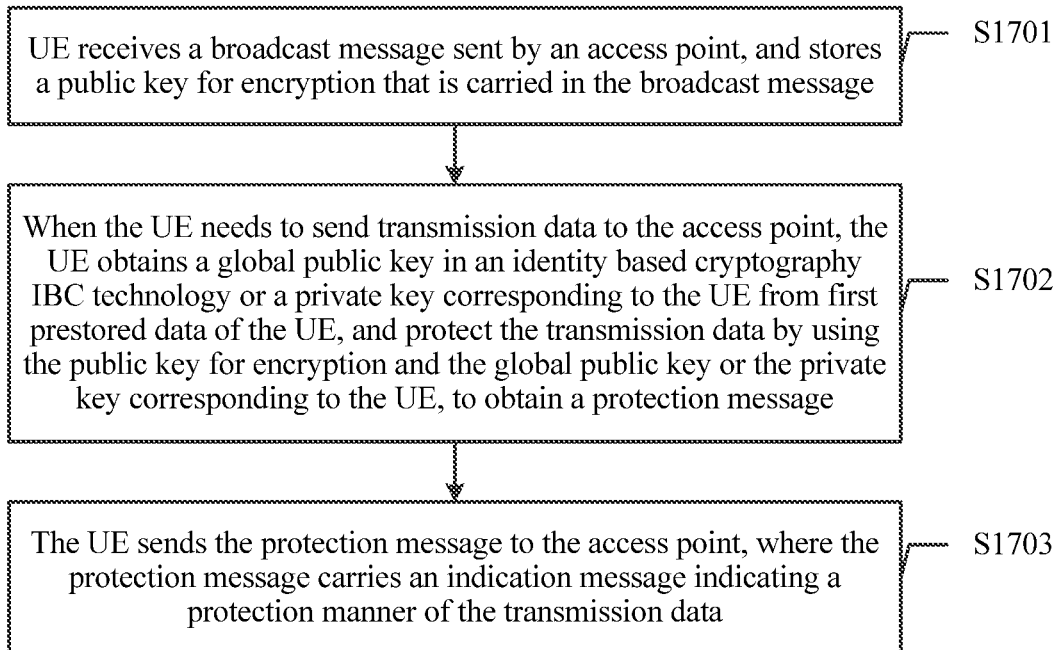 UE receives a broadcast message sent by an access point, and stores
a public key for encryption that is carried in the broadcast message
S1701
When the UE needs to send transmission data to the access point, the
UE obtains a global public key in an identity based cryptography
IBC technology or a private key corresponding to the UE from first
prestored data of the UE, and protect the transmission data by using
the public key for encryption and the global public key or the private
key corresponding to the UE, to obtain a protection message
S1702
The UE sends the protection message to the access point, where the
protection message carries an indication message indicating a
protection manner of the transmission data
S1703